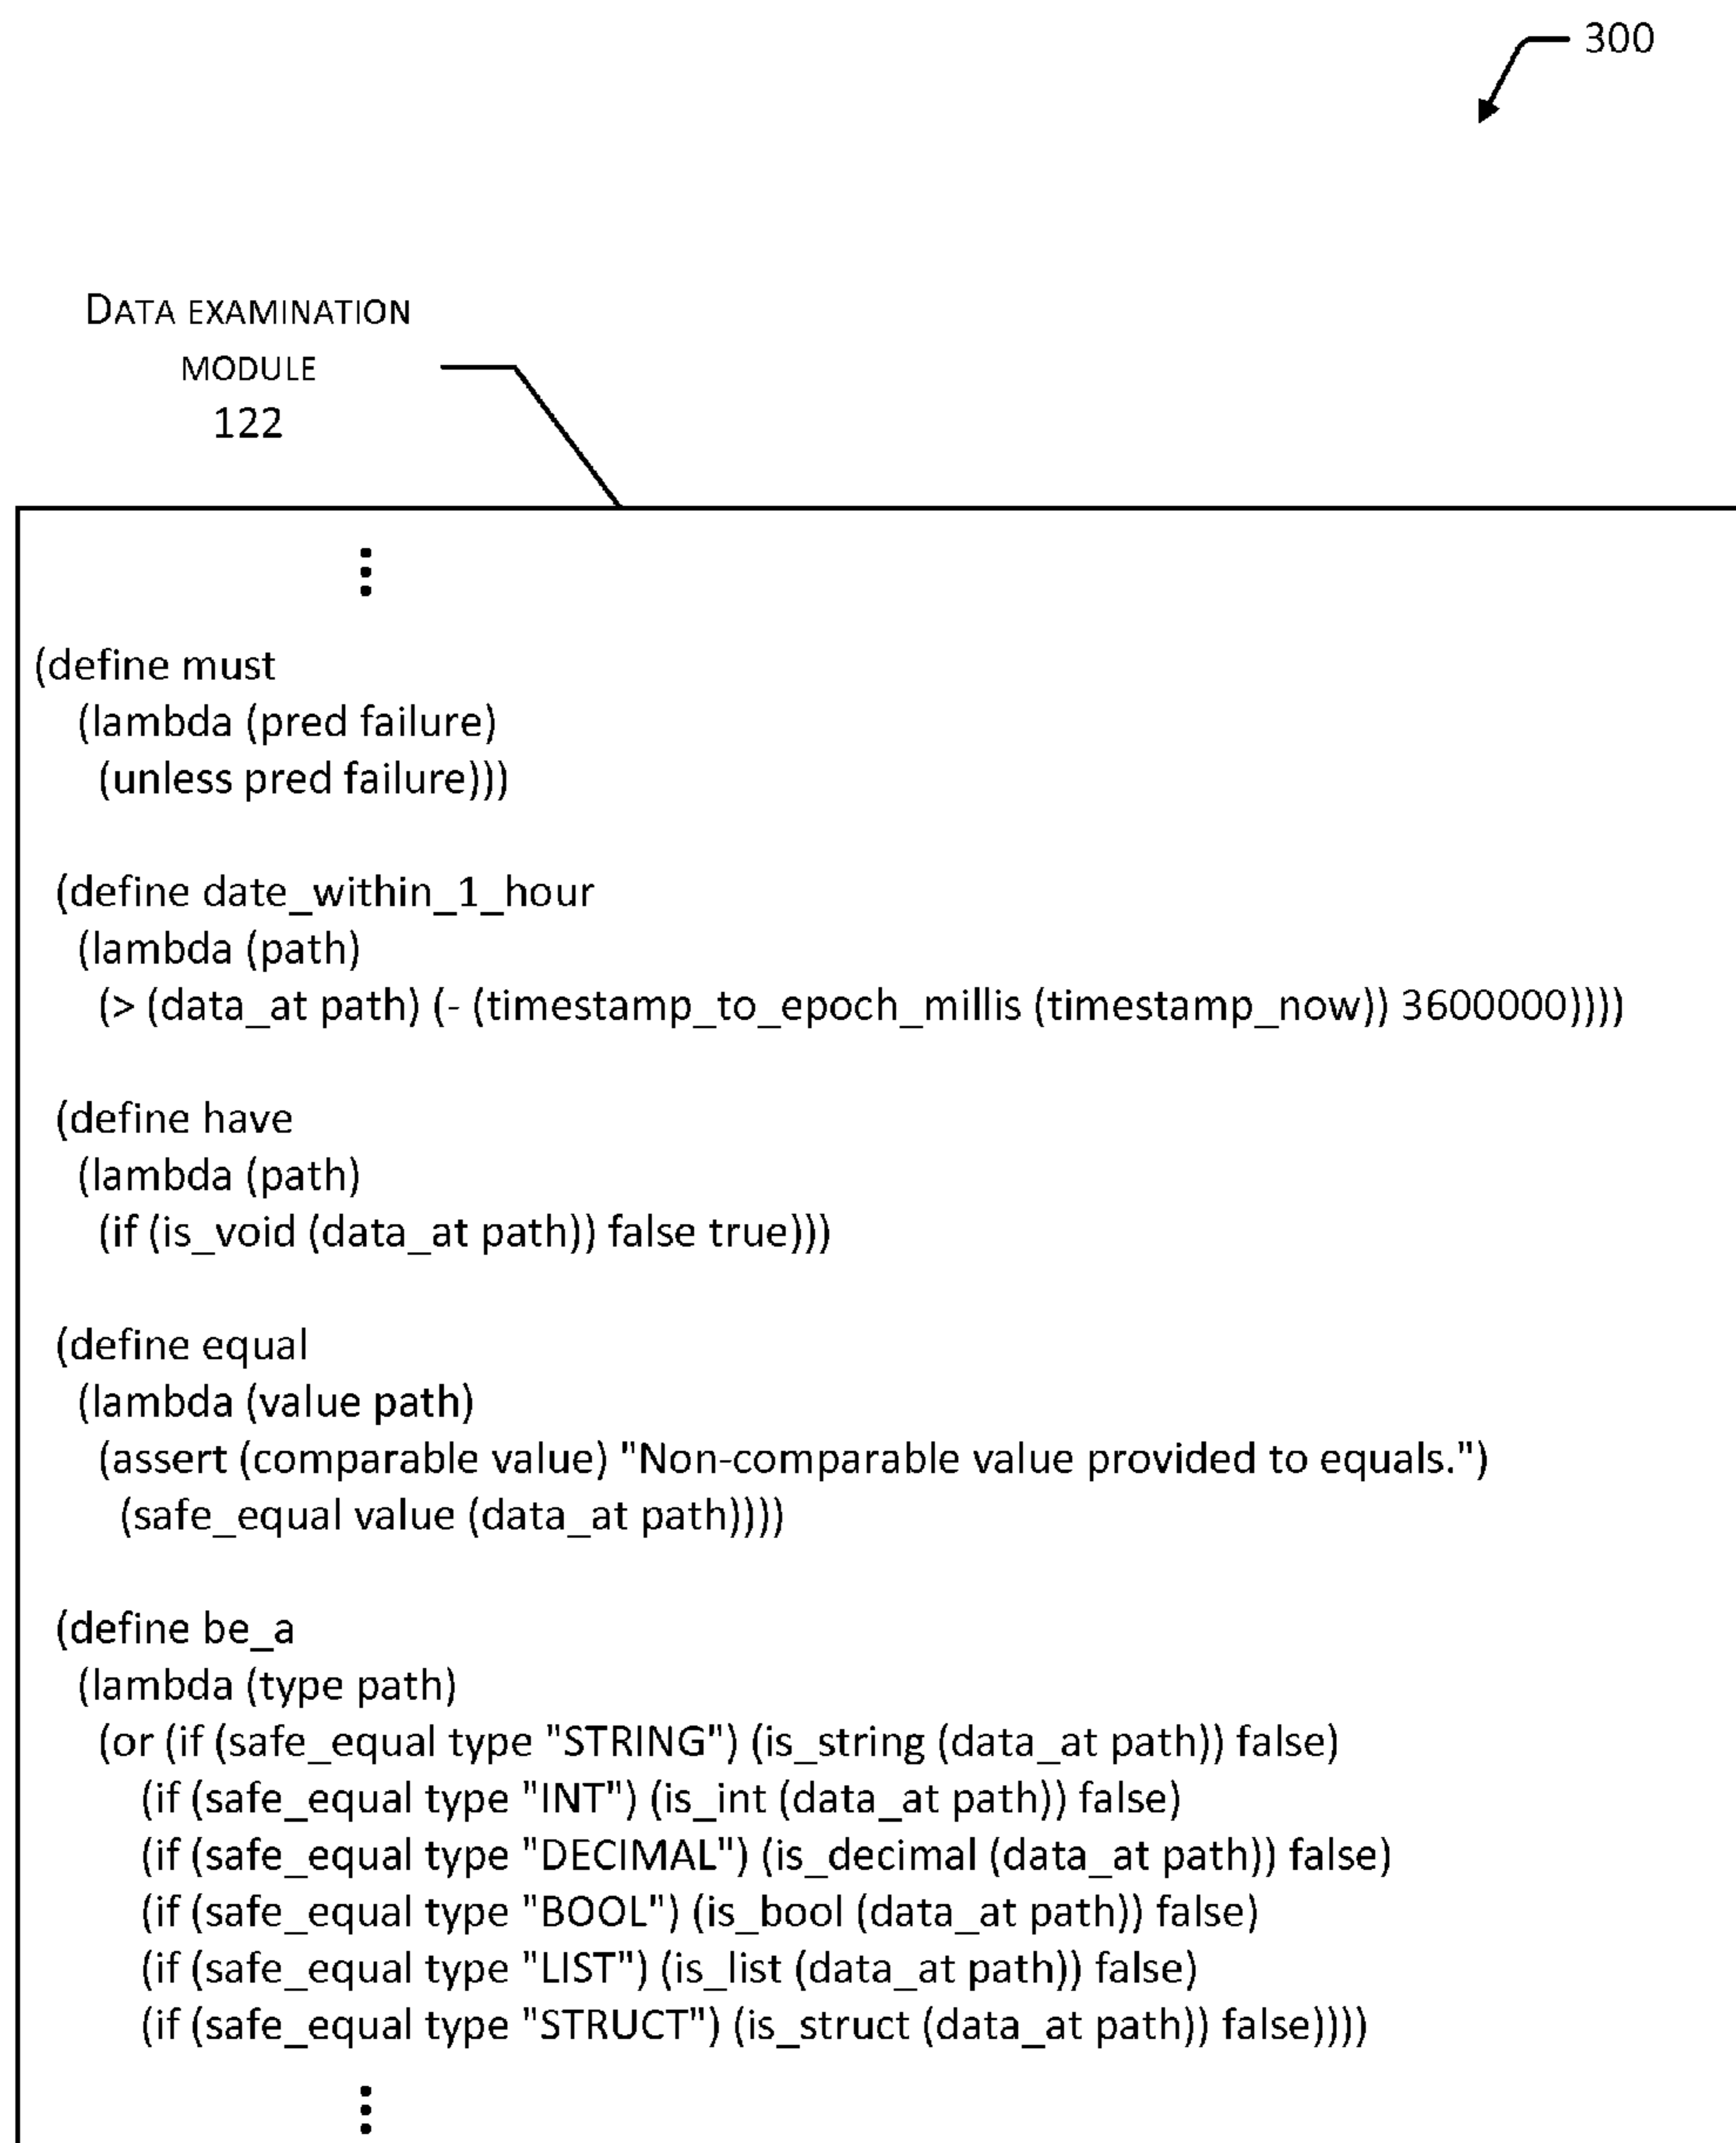 300
DATA EXAMINATION
MODULE
122
(define must
(lambda (pred failure)
(unless pred failure)))
(define date_within_1_hour
(lambda (path)
(> (data_at path) (- (timestamp_to_epoch_millis (timestamp_now)) 3600000))))
(define have
(lambda (path)
(if (is_void (data_at path)) false true)))
(define equal
(lambda (value path)
(assert (comparable value) "Non-comparable value provided to equals.")
(safe_equal value (data_at path))))
(define be_a
(lambda (type path)
(or (if (safe_equal type "STRING") (is_string (data_at path)) false)
(if (safe_equal type "INT") (is_int (data_at path)) false)
(if (safe_equal type "DECIMAL") (is_decimal (data_at path)) false)
(if (safe_equal type "BOOL") (is_bool (data_at path)) false)
(if (safe_equal type "LIST") (is_list (data_at path)) false)
(if (safe_equal type "STRUCT") (is_struct (data_at path)) false))))